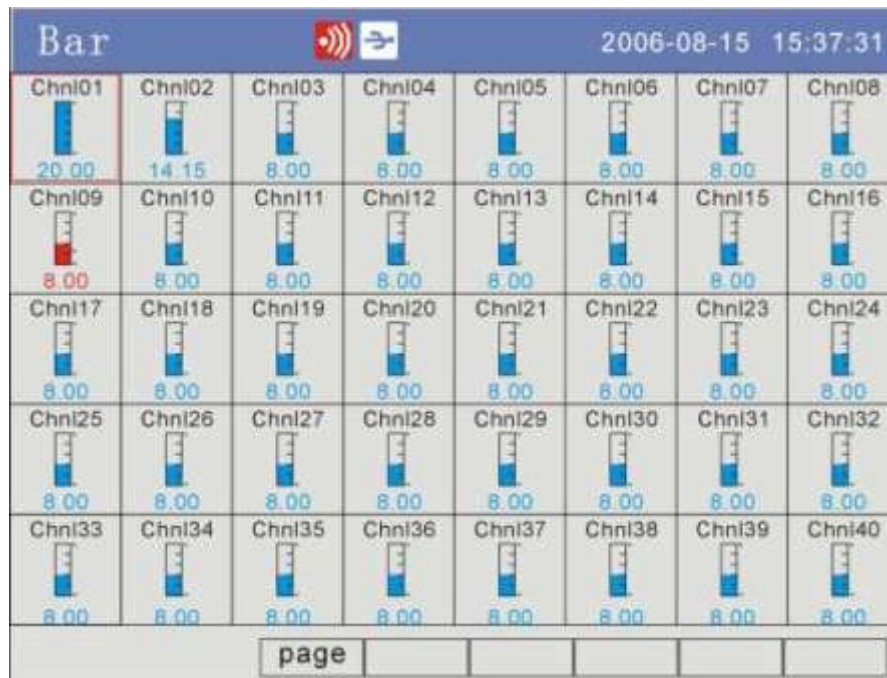 Bar 2006-08-15 15:37:31
Chnl01 Chnl02 Chnl03 Chnl04 Chnl05 Chnl06 Chnl07 Chnl08
20.00 14.15 8.00 8.00 8.00 8.00 8.00 8.00
Chnl09 Chnl10 Chnl11 Chnl12 Chnl13 Chnl14 Chnl15 Chnl16
8.00 8.00 8.00 8.00 8.00 8.00 8.00 8.00
Chnl17 Chnl18 Chnl19 Chnl20 Chnl21 Chnl22 Chnl23 Chnl24
8.00 8.00 8.00 8.00 8.00 8.00 8.00 8.00
Chnl25 Chnl26 Chnl27 Chnl28 Chnl29 Chnl30 Chnl31 Chnl32
8.00 8.00 8.00 8.00 8.00 8.00 8.00 8.00
Chnl33 Chnl34 Chnl35 Chnl36 Chnl37 Chnl38 Chnl39 Chnl40
8.00 8.00 8.00 8.00 8.00 8.00 8.00 8.00
page